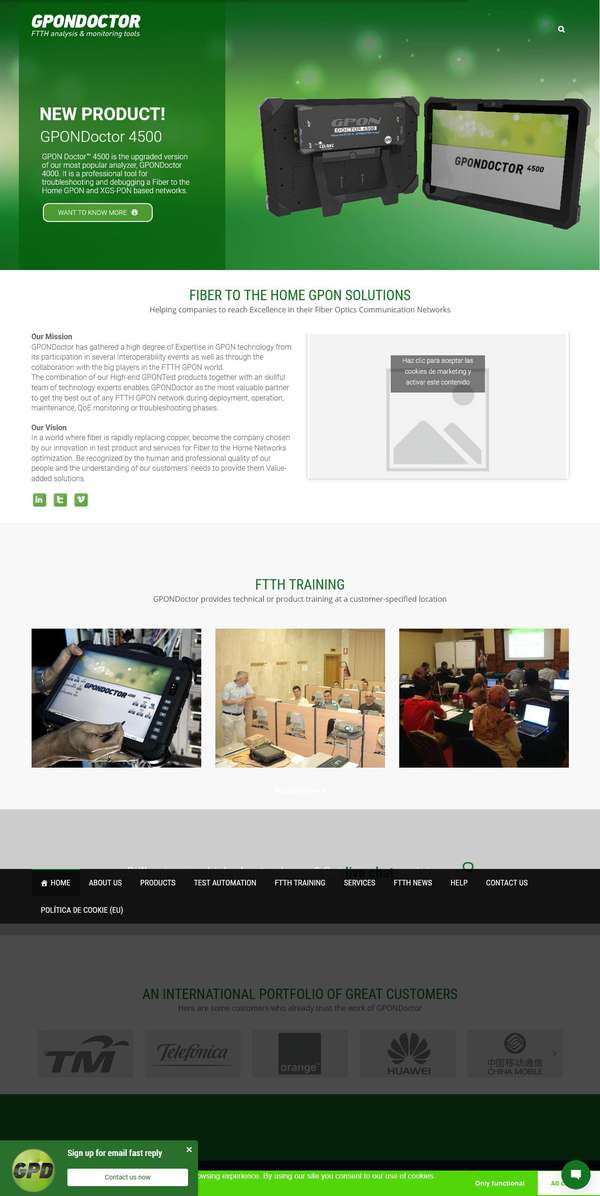 GPONDOCTOR
FTTH analysis & monitoring tools
NEW PRODUCT!
GPONDoctor 4500
GPON Doctor™ 4500 is the upgraded version
of our most popular analyzer, GPONDoctor
4000. It is a professional tool for
troubleshooting and debugging a Fiber to the
Home GPON and XGS-PON based networks.
WANT TO KNOW MORE
GPON
DOCTOR 4500
GPONDOCTOR 4500
FIBER TO THE HOME GPON SOLUTIONS
Helping companies to reach Excellence in their Fiber Optics Communication Networks
Our Mission
GPONDoctor has gathered a high degree of Expertise in GPON technology from
its participation in several Interoperability events as well as through the
collaboration with the big players in the FTTH GPON world.
The combination of our High-end GPONTest products together with an skillful
team of technology experts enables GPONDoctor as the most valuable partner
to get the best out of any FTTH GPON network during deployment, operation,
maintenance, QoE monitoring or troubleshooting phases.
Our Vision
In a world where fiber is rapidly replacing copper, become the company chosen
by our innovation in test product and services for Fiber to the Home Networks
optimization. Be recognized by the human and professional quality of our
people and the understanding of our customers' needs to provide them Value-
added solutions.
Haz clic para aceptar las
cookies de marketing y
activar este contenido
FTTH TRAINING
GPONDoctor provides technical or product training at a customer-specified location
GPONDOCTOR
live chat
HOME
ABOUT US
PRODUCTS
TEST AUTOMATION
FTTH TRAINING
SERVICES
FTTH NEWS
HELP
CONTACT US
POLÍTICA DE COOKIE (EU)
AN INTERNATIONAL PORTFOLIO OF GREAT CUSTOMERS
Here are some customers who already trust the work of GPONDoctor
TM
Telefónica
orange™
HUAWEI
中国移动通信
CHINA MOBILE
GPD
Sign up for email fast reply
Contact us now
owsing experience. By using our site you consent to our use of cookies.
Only functional